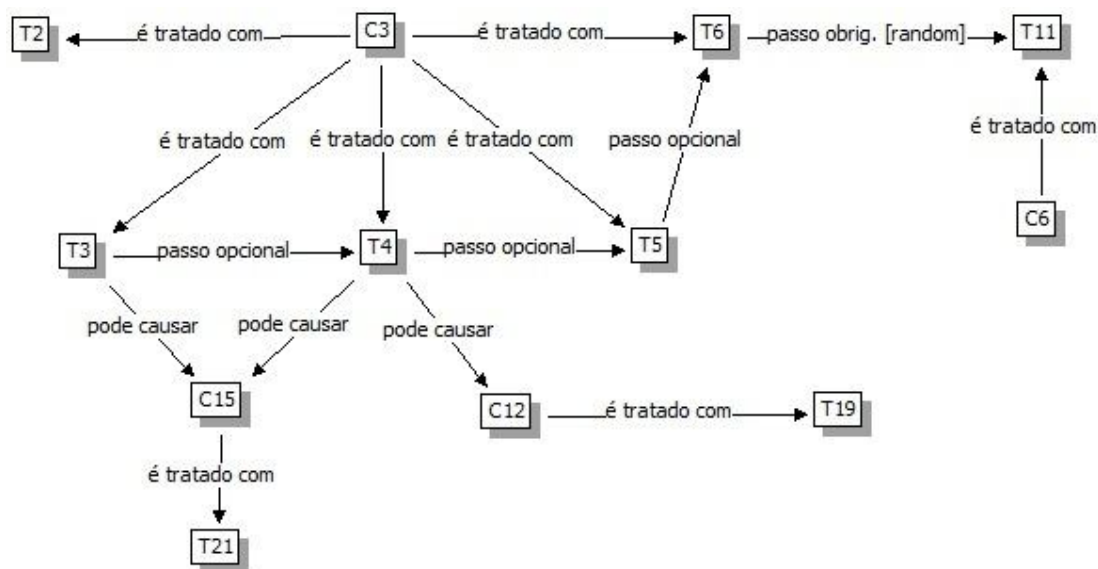 T2
é tratado com
C3
é tratado com
T6
passo obrig. [random]
T11
é tratado com
é tratado com
é tratado com
passo opcional
é tratado com
C6
T3
passo opcional
T4
passo opcional
T5
pode causar
pode causar
pode causar
C15
C12
é tratado com
T19
é tratado com
T21